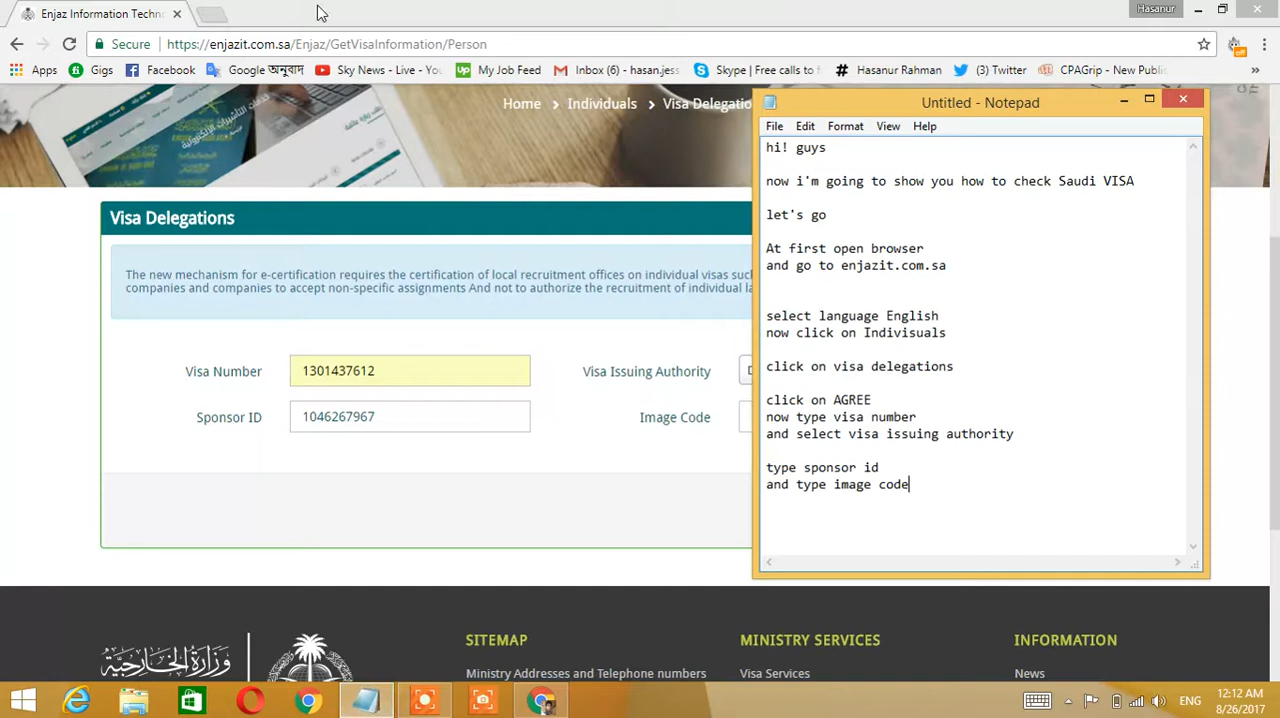 Enjaz Information Techno
Hasanur
Secure
https://enjazit.com.sa/Enjaz/GetVisaInformation/Person
off
Apps
Gigs
Facebook
Google অনুবাদ
Sky News - Live - Yo
My Job Feed
Inbox (6) - hasan.jess
Skype | Free calls to f
Hasanur Rahman
(3) Twitter
CPAGrip - New Publi
Home
Individuals
Visa Delegatio
Visa Delegations
The new mechanism for e-certification requires the certification of local recruitment offices on individual visas suc
companies and companies to accept non-specific assignments And not to authorize the recruitment of individual la
Visa Number
1301437612
Visa Issuing Authority
Sponsor ID
1046267967
Image Code
Untitled - Notepad
File Edit Format View Help
hi! guys
now i'm going to show you how to check Saudi VISA
let's go
At first open browser
and go to enjazit.com.sa
select language English
now click on Indivisuals
click on visa delegations
click on AGREE
now type visa number
and select visa issuing authority
type sponsor id
and type image code
وزارة الخارجية
SITEMAP
MINISTRY SERVICES
INFORMATION
Ministry Addresses and Telephone numbers
Visa Services
News
ENG
12:12 AM
8/26/2017